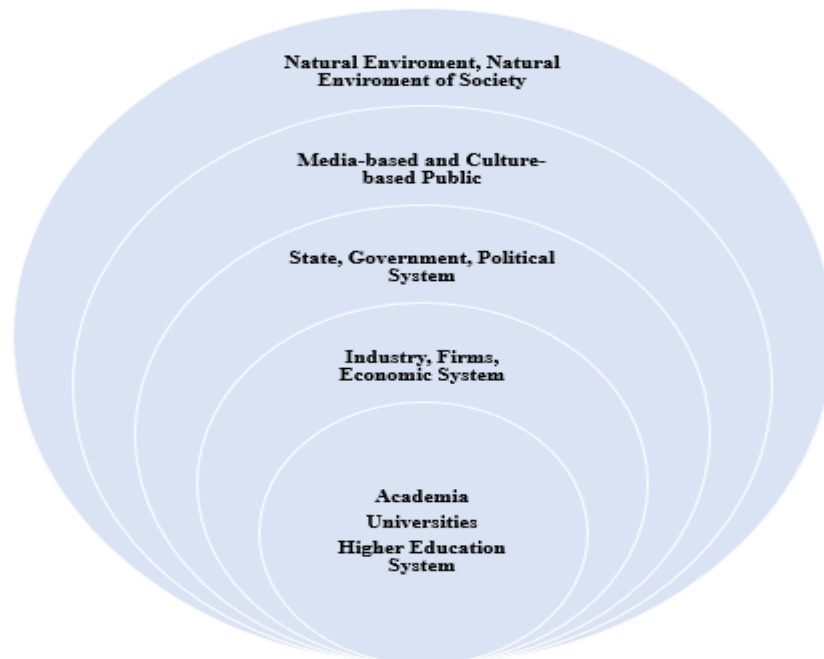 Natural Enviroment, Natural
Enviroment of Society
Media-based and Culture-
based Public
State, Government, Political
System
Industry, Firms,
Economic System
Academia
Universities
Higher Education
System